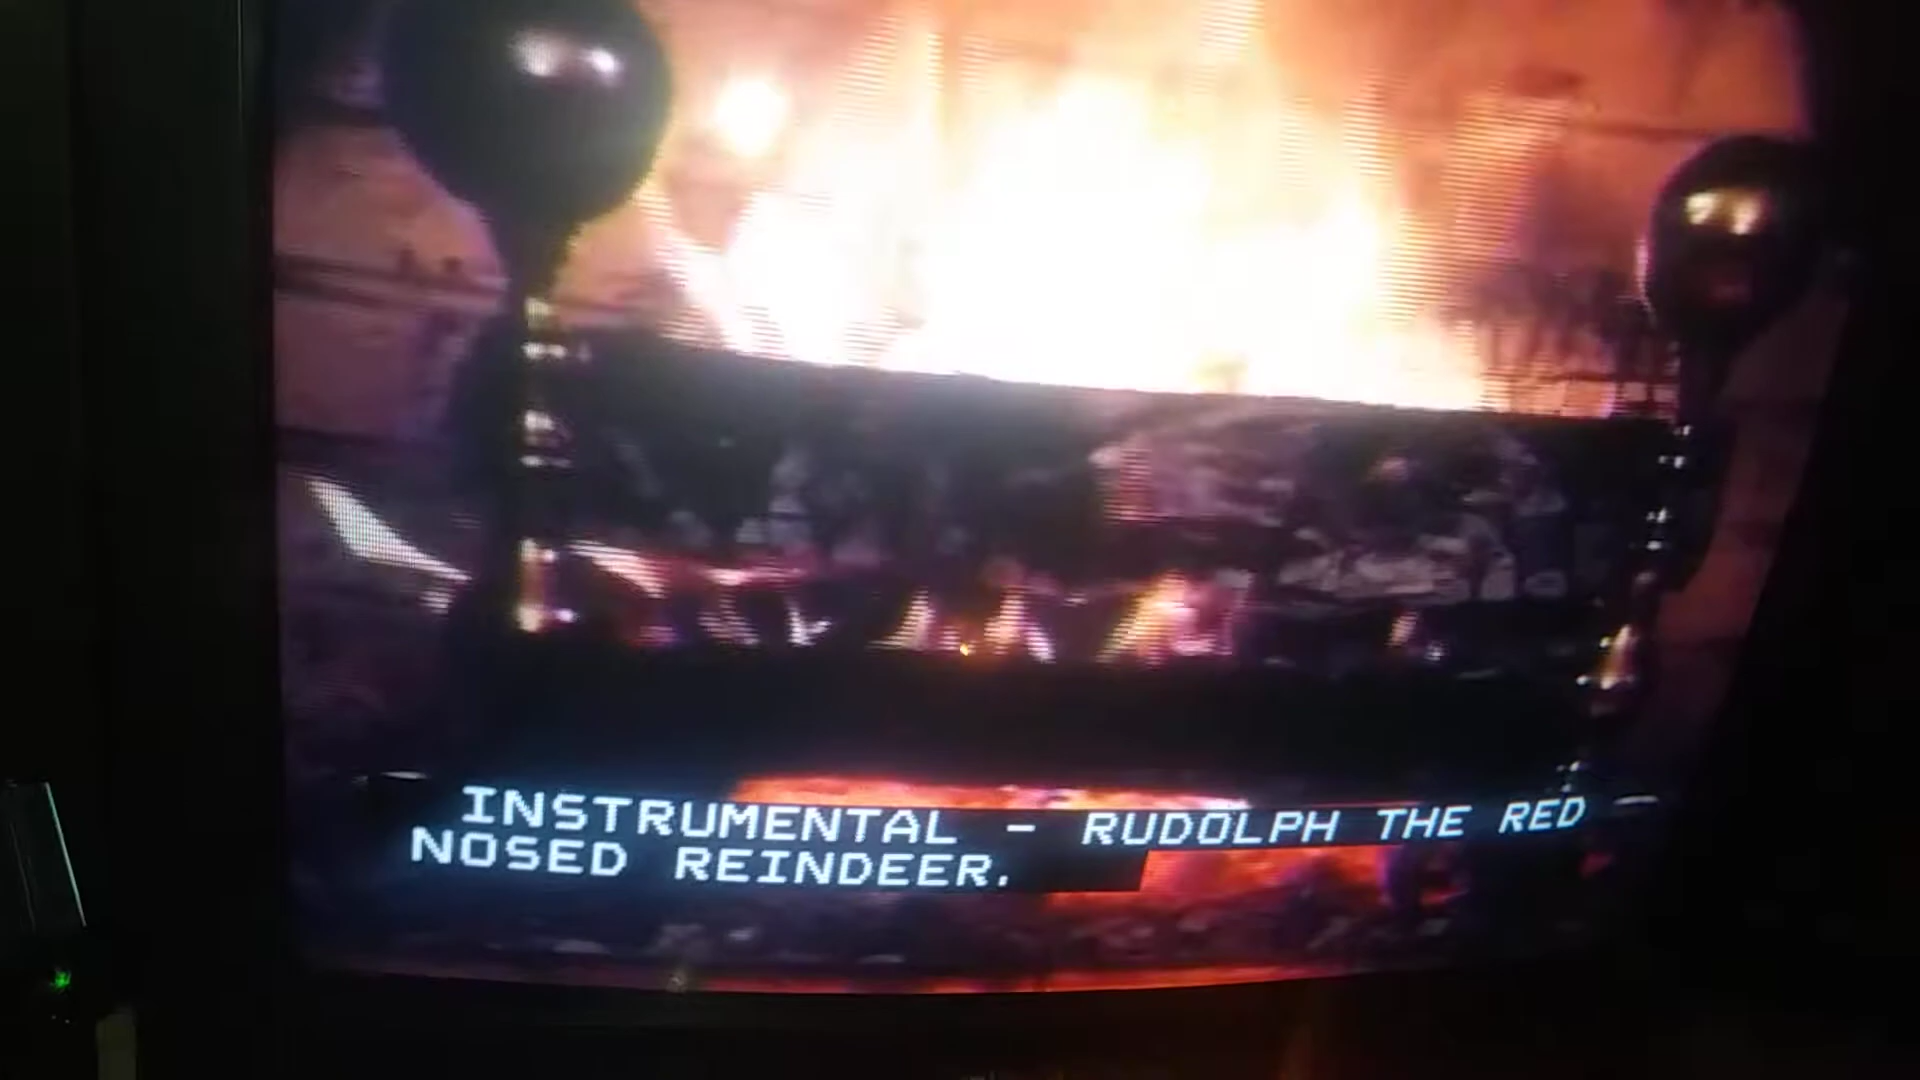 INSTRUMENTAL - RUDOLPH THE RED
NOSED REINDEER.